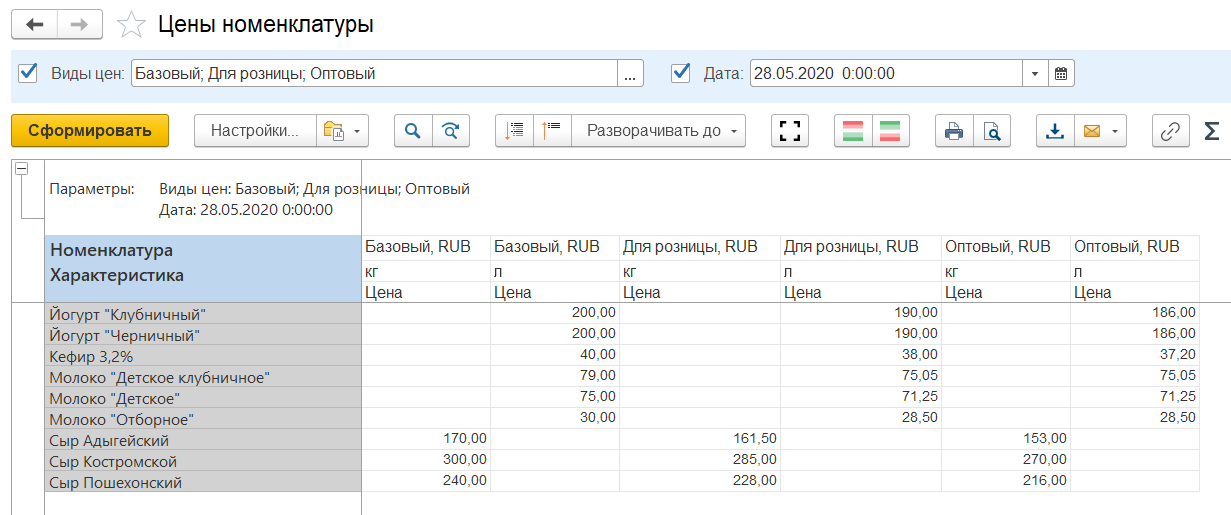 Цены номенклатуры
Виды цен: Базовый; Для розницы; Оптовый ... Дата: 28.05.2020 0:00:00
Сформировать Настройки... Разворачивать до Σ
Параметры: Виды цен: Базовый; Для розницы; Оптовый
Дата: 28.05.2020 0:00:00
Номенклатура Базовый, RUB Базовый, RUB Для розницы, RUB Для розницы, RUB Оптовый, RUB Оптовый, RUB
Характеристика кг л кг л кг л
Цена Цена Цена Цена Цена Цена
Йогурт "Клубничный" 200,00 190,00 186,00
Йогурт "Черничный" 200,00 190,00 186,00
Кефир 3,2% 40,00 38,00 37,20
Молоко "Детское клубничное" 79,00 75,05 75,05
Молоко "Детское" 75,00 71,25 71,25
Молоко "Отборное" 30,00 28,50 28,50
Сыр Адыгейский 170,00 161,50 153,00
Сыр Костромской 300,00 285,00 270,00
Сыр Пошехонский 240,00 228,00 216,00